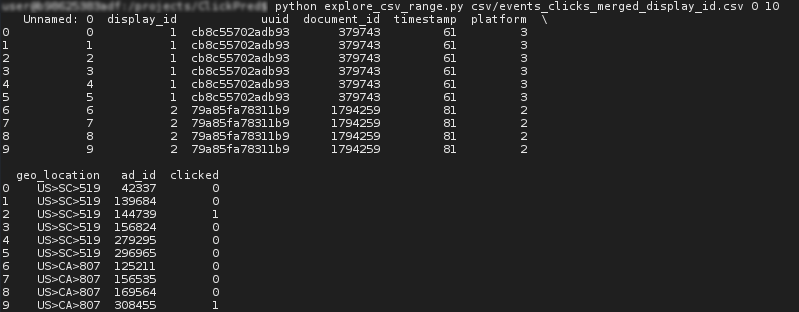 python explore_csv_range.py csv/events_clicks_merged_display_id.csv 0 10
Unnamed: 0 display_id uuid document_id timestamp platform \
0 0 1 cb8c55702adb93 379743 61 3
1 1 1 cb8c55702adb93 379743 61 3
2 2 1 cb8c55702adb93 379743 61 3
3 3 1 cb8c55702adb93 379743 61 3
4 4 1 cb8c55702adb93 379743 61 3
5 5 1 cb8c55702adb93 379743 61 3
6 6 2 79a85fa78311b9 1794259 81 2
7 7 2 79a85fa78311b9 1794259 81 2
8 8 2 79a85fa78311b9 1794259 81 2
9 9 2 79a85fa78311b9 1794259 81 2
geo_location ad_id clicked
0 US>SC>519 42337 0
1 US>SC>519 139684 0
2 US>SC>519 144739 1
3 US>SC>519 156824 0
4 US>SC>519 279295 0
5 US>SC>519 296965 0
6 US>CA>807 125211 0
7 US>CA>807 156535 0
8 US>CA>807 169564 0
9 US>CA>807 308455 1